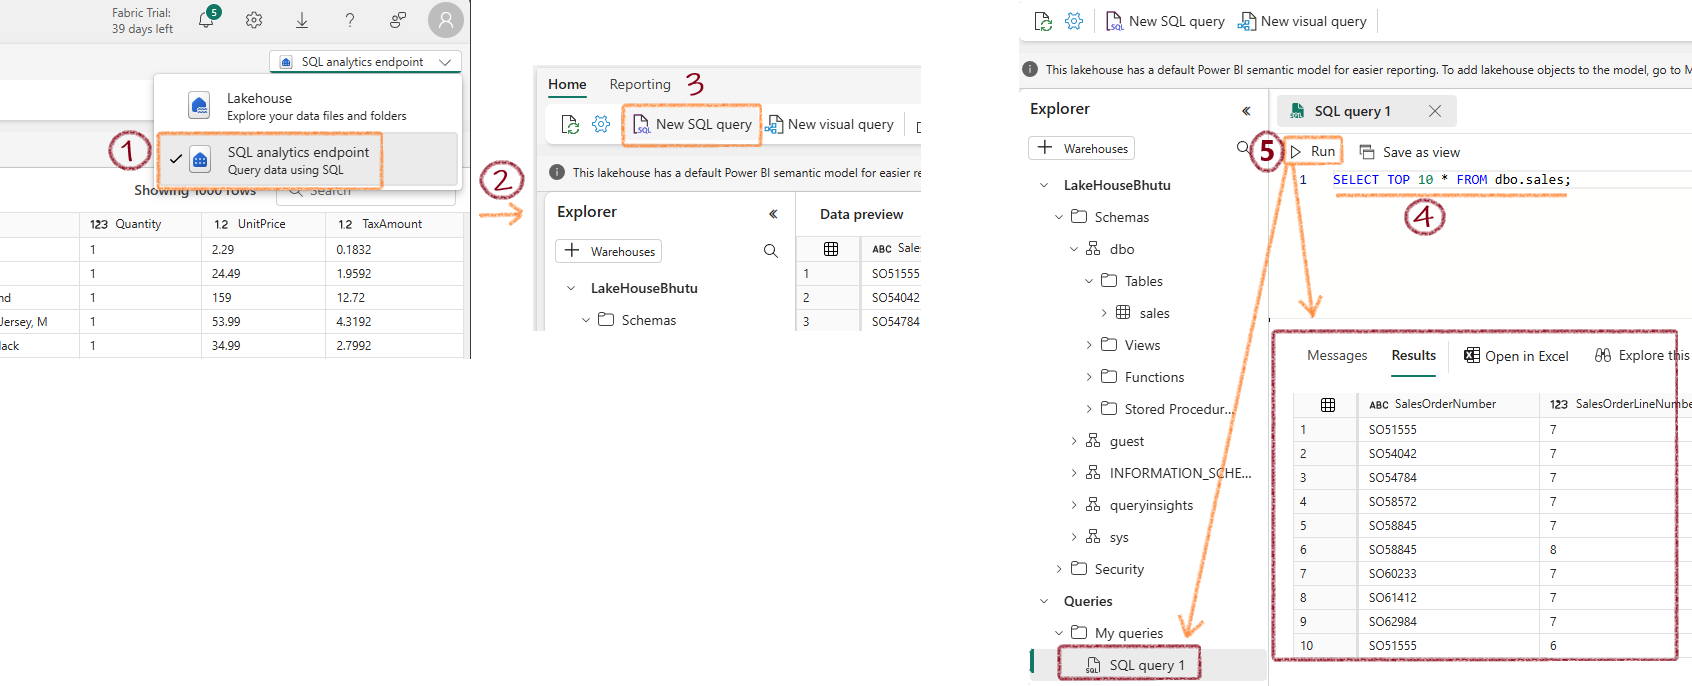 Fabric Trial:
39 days left
5
?
SQL analytics endpoint
Lakehouse
Explore your data files and folders
1
SQL analytics endpoint
Query data using SQL
Showing 1000 rows
Search
123 Quantity 1.2 UnitPrice 1.2 TaxAmount
1 2.29 0.1832
1 24.49 1.9592
nd 1 159 12.72
Jersey, M 1 53.99 4.3192
lack 1 34.99 2.7992
2
Home Reporting 3
SQL New SQL query New visual query
This lakehouse has a default Power BI semantic model for easier re
Explorer «
Data preview
+ Warehouses
ABC Sales
LakeHouseBhutu
Schemas
1 SO51555
2 SO54042
3 SO54784
SQL New SQL query New visual query
This lakehouse has a default Power BI semantic model for easier reporting. To add lakehouse objects to the model, go to M
Explorer «
+ Warehouses
LakeHouseBhutu
Schemas
dbo
Tables
sales
Views
Functions
Stored Procedur...
guest
INFORMATION_SCHE...
queryinsights
sys
Security
Queries
My queries
SQL SQL query 1
SQL SQL query 1
5 Run Save as view
1 SELECT TOP 10 * FROM dbo.sales;
4
Messages Results Open in Excel Explore this
ABC SalesOrderNumber 123 SalesOrderLineNumbe
1 SO51555 7
2 SO54042 7
3 SO54784 7
4 SO58572 7
5 SO58845 7
6 SO58845 8
7 SO60233 7
8 SO61412 7
9 SO62984 7
10 SO51555 6